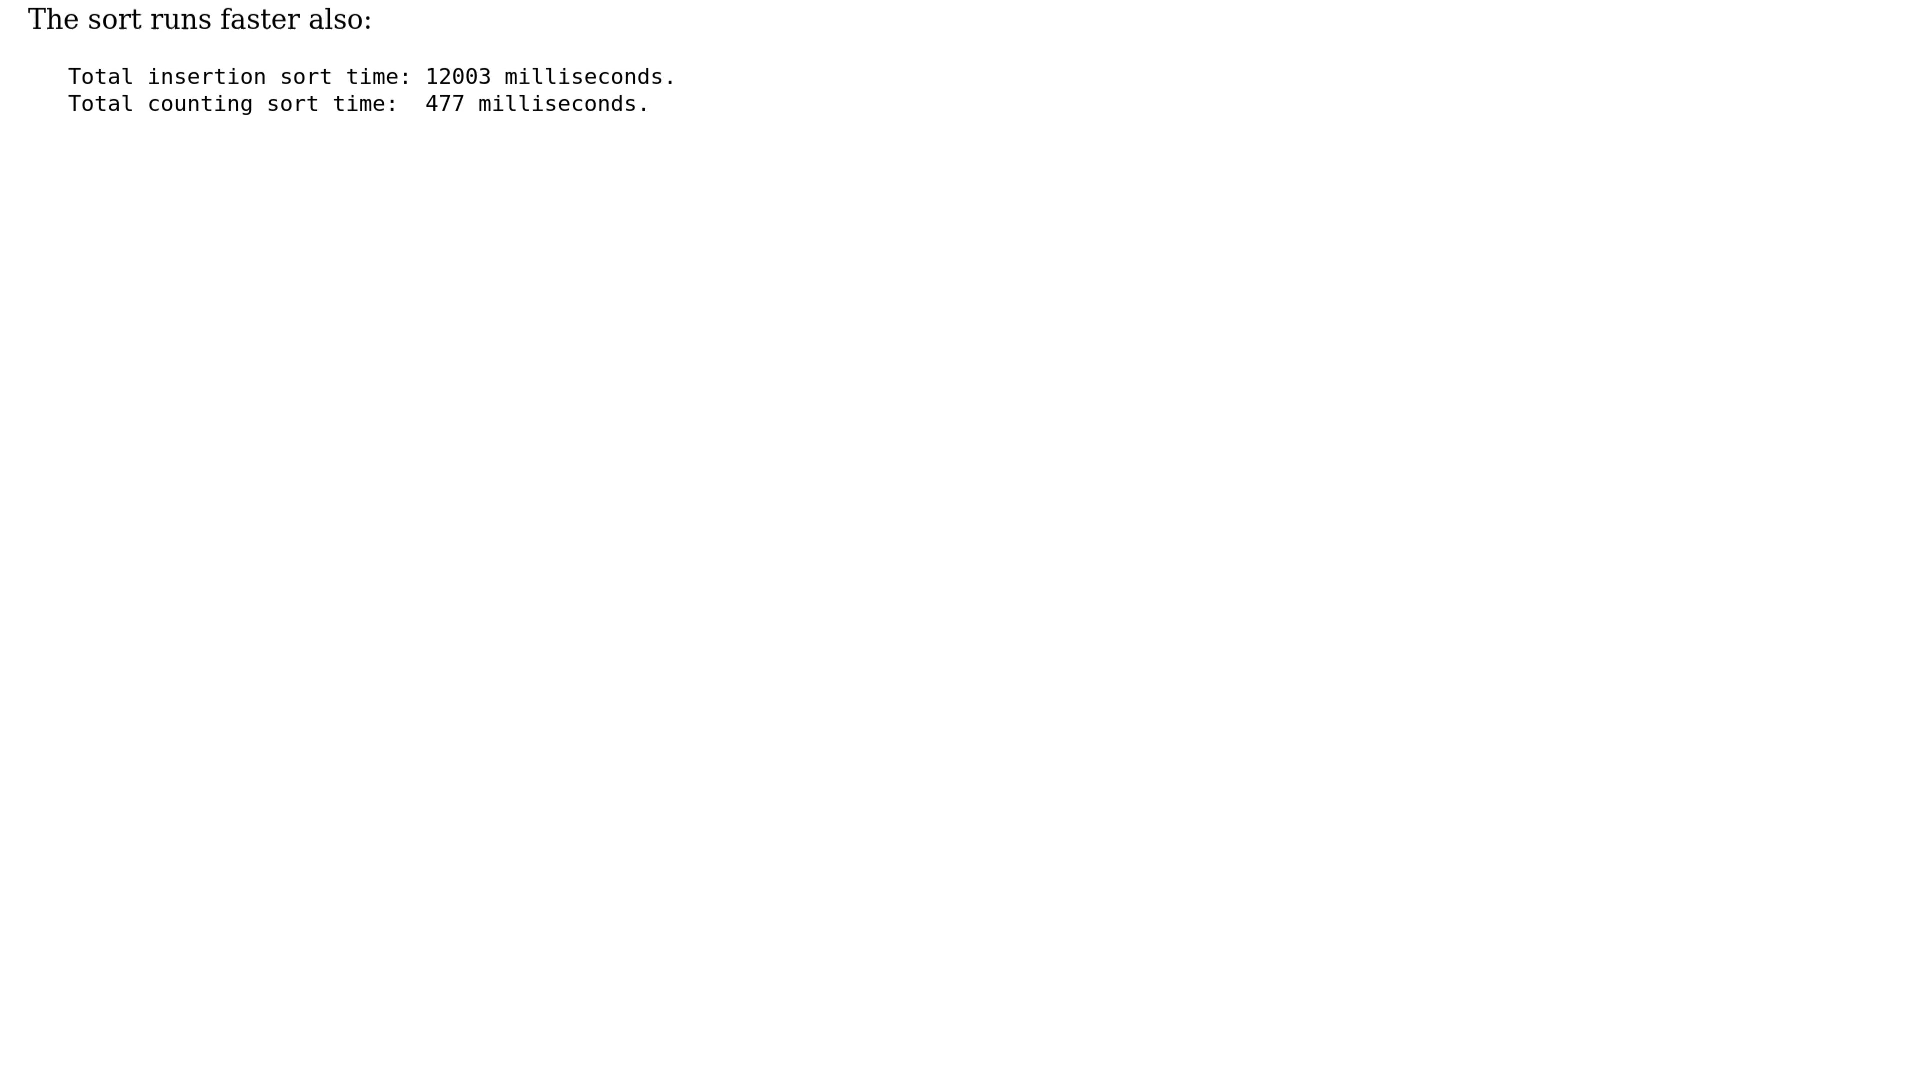 The sort runs faster also:
Total insertion sort time: 12003 milliseconds.
Total counting sort time:  477 milliseconds.